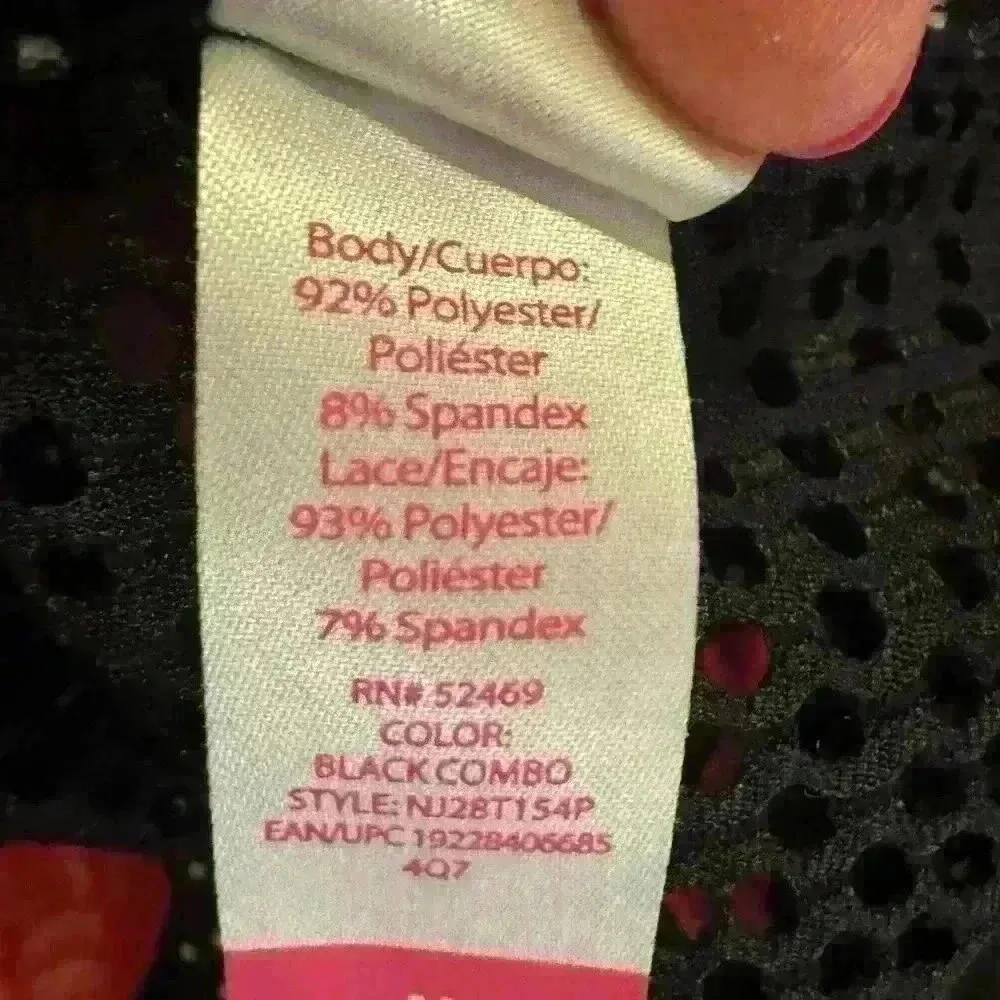 Body/Cuerpo:
92% Polyester/
Poliéster
8% Spandex
Lace/Encaje:
93% Polyester/
Poliéster
7% Spandex
RN# 52469
COLOR:
BLACK COMBO
STYLE: NJ28T154P
EAN/UPC 19228406685
4Q7